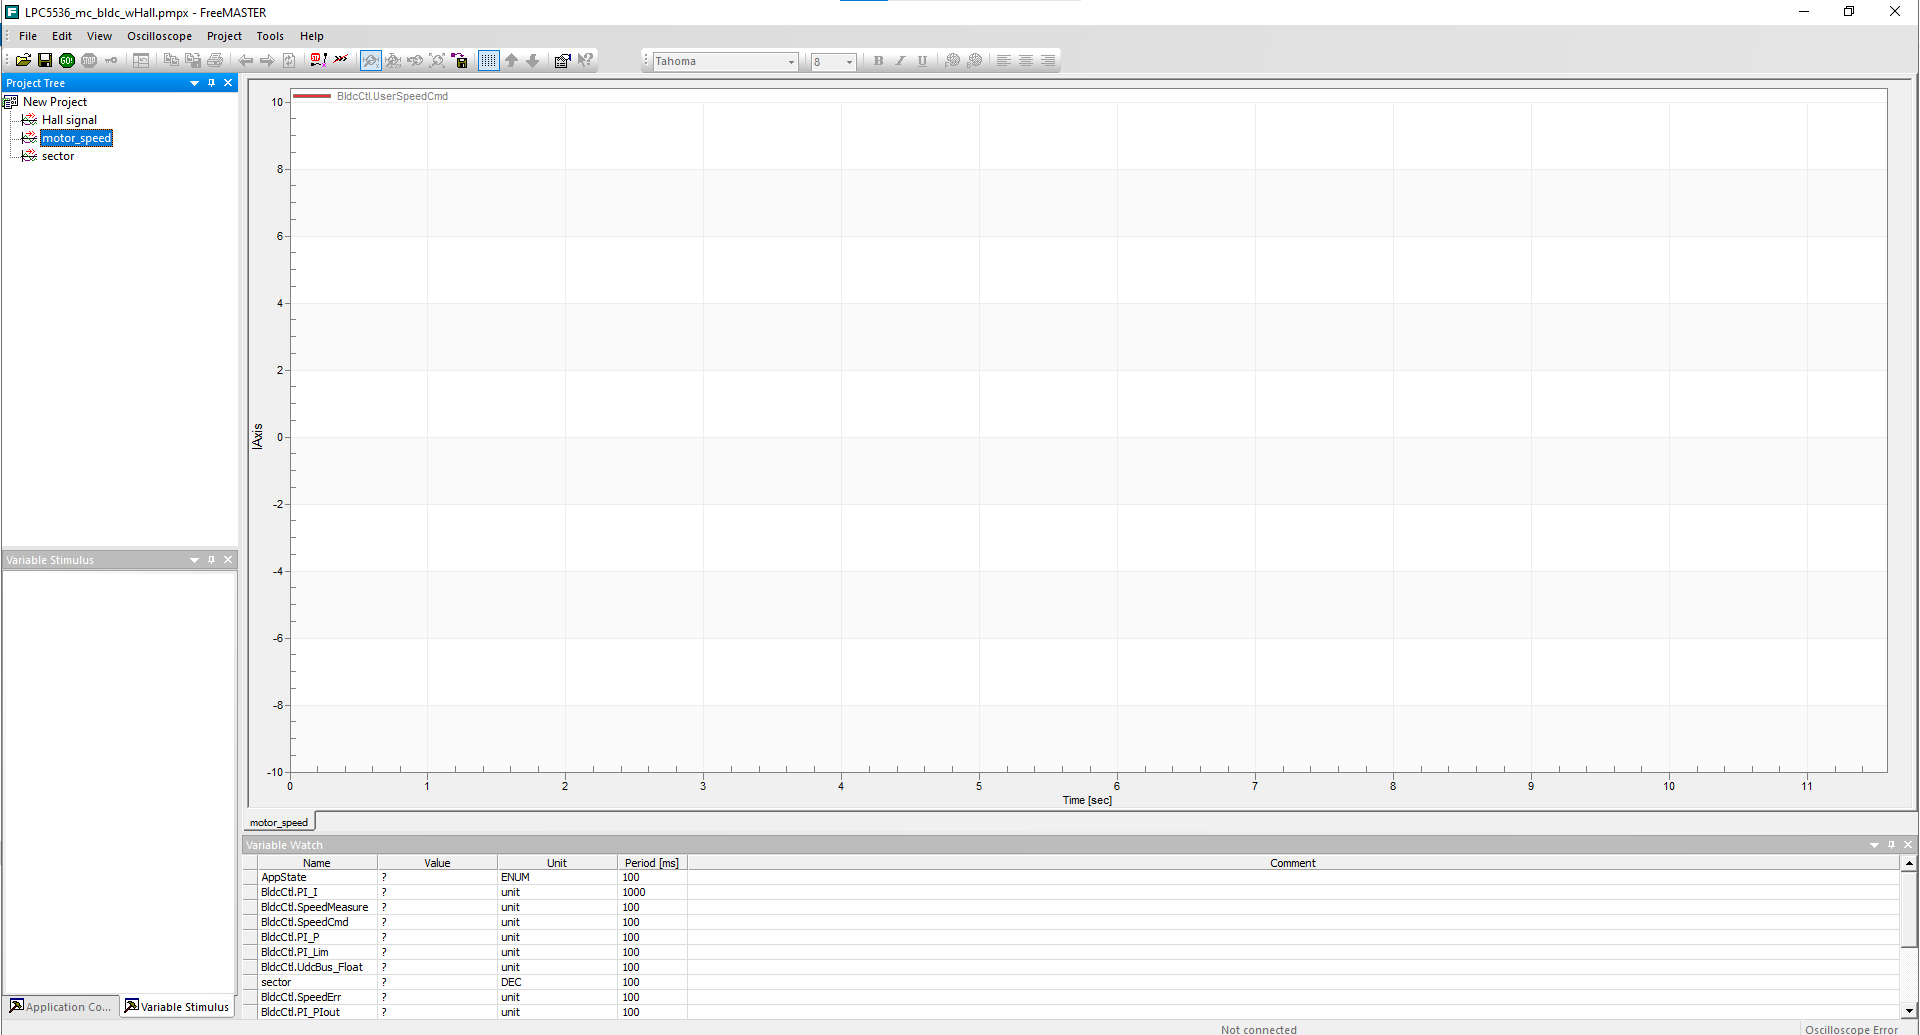 LPC5536_mc_bldc_wHall.pmpx - FreeMASTER
File Edit View Oscilloscope Project Tools Help
GO! STOP Tahoma 8 B I U
Project Tree
New Project
Hall signal
motor_speed
sector
Variable Stimulus
Application Co... Variable Stimulus
BldcCtl.UserSpeedCmd
10
8
6
4
2
0
-2
-4
-6
-8
-10
IAxis
0 1 2 3 4 5 6 7 8 9 10 11
Time [sec]
motor_speed
Variable Watch
Name Value Unit Period [ms] Comment
AppState ? ENUM 100
BldcCtl.PI_I ? unit 1000
BldcCtl.SpeedMeasure ? unit 100
BldcCtl.SpeedCmd ? unit 100
BldcCtl.PI_P ? unit 100
BldcCtl.PI_Lim ? unit 100
BldcCtl.UdcBus_Float ? unit 100
sector ? DEC 100
BldcCtl.SpeedErr ? unit 100
BldcCtl.PI_PIout ? unit 100
Not connected Oscilloscope Error